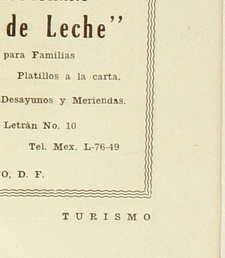 de Leche"
para Familias
Platillos a la carta.
Desayunos y Meriendas.
Letrán No. 10
Tel. Mex. L-76-49
O, D. F.
TURISMO